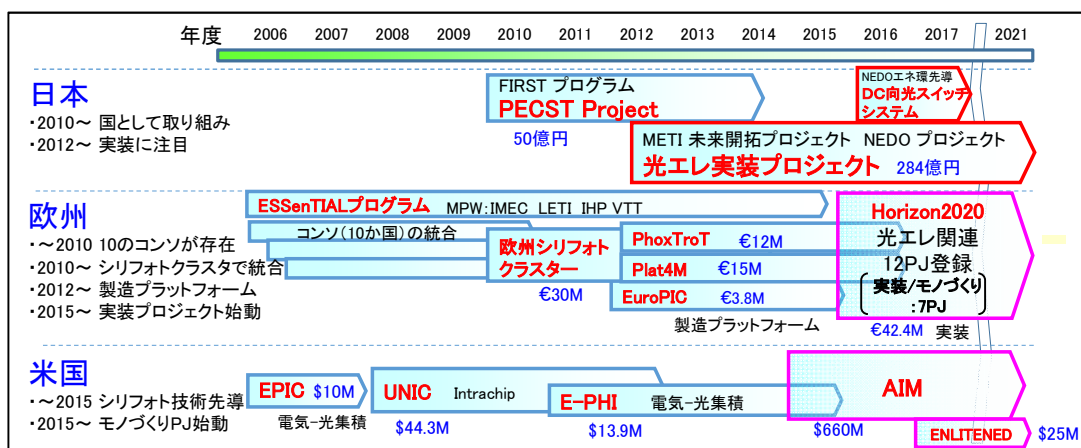 年度 2006 2007 2008 2009 2010 2011 2012 2013 2014 2015 2016 2017 2021
日本
・2010～ 国として取り組み
・2012～ 実装に注目
FIRST プログラム
PECST Project
50億円
NEDOエネ環先導
DC向光スイッチ
システム
METI 未来開拓プロジェクト NEDO プロジェクト
光エレ実装プロジェクト 284億円
欧州
・～2010 10のコンソが存在
・2010～ シリフォトクラスタで統合
・2012～ 製造プラットフォーム
・2015～ 実装プロジェクト始動
ESSenTIALプログラム MPW:IMEC LETI IHP VTT
コンソ(10か国)の統合
欧州シリフォト
クラスター
€30M
PhoxTroT €12M
Plat4M €15M
EuroPIC €3.8M
製造プラットフォーム
Horizon2020
光エレ関連
12PJ登録
実装/モノづくり
:7PJ
€42.4M 実装
米国
・～2015 シリフォト技術先導
・2015～ モノづくりPJ始動
EPIC $10M
電気-光集積
UNIC Intrachip
$44.3M
E-PHI 電気-光集積
$13.9M
AIM
$660M
ENLITENED $25M